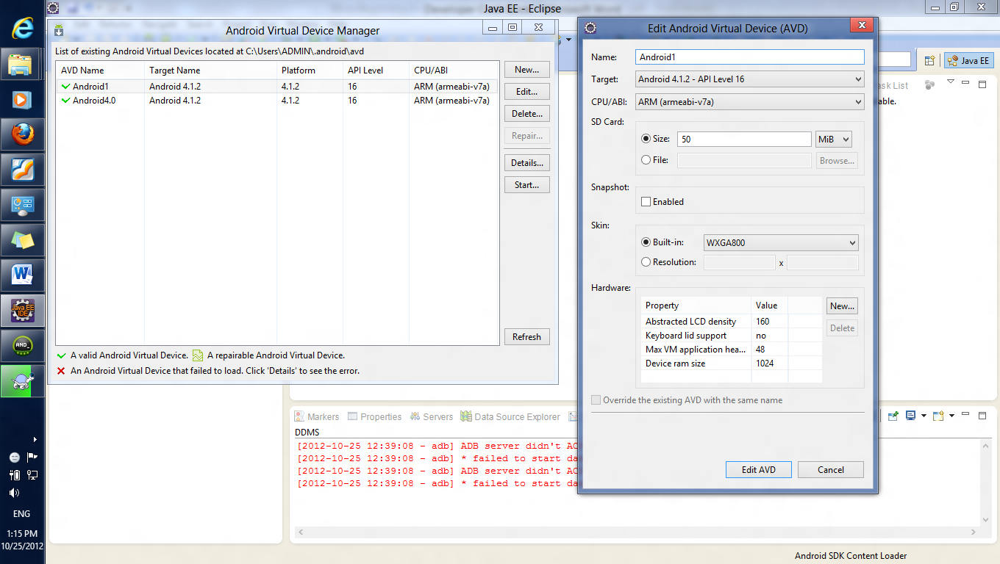 Java EE - Eclipse
Android Virtual Device Manager
List of existing Android Virtual Devices located at C:\Users\ADMIN\.android\avd
AVD Name Target Name Platform API Level CPU/ABI
Android1 Android 4.1.2 4.1.2 16 ARM (armeabi-v7a)
Android4.0 Android 4.1.2 4.1.2 16 ARM (armeabi-v7a)
New...
Edit...
Delete...
Repair...
Details...
Start...
Refresh
A valid Android Virtual Device. A repairable Android Virtual Device.
An Android Virtual Device that failed to load. Click 'Details' to see the error.
Edit Android Virtual Device (AVD)
Name: Android1
Target: Android 4.1.2 - API Level 16
CPU/ABI: ARM (armeabi-v7a)
SD Card:
Size: 50 MiB
File: Browse...
Snapshot:
Enabled
Skin:
Built-in: WXGA800
Resolution: x
Hardware:
Property Value
Abstracted LCD density 160
Keyboard lid support no
Max VM application hea... 48
Device ram size 1024
New...
Delete
Override the existing AVD with the same name
Edit AVD Cancel
Java EE
ask List
able.
Markers Properties Servers Data Source Explorer
DDMS
[2012-10-25 12:39:08 - adb] ADB server didn't AC
[2012-10-25 12:39:08 - adb] * failed to start da
[2012-10-25 12:39:08 - adb] ADB server didn't AC
[2012-10-25 12:39:08 - adb] * failed to start da
Android SDK Content Loader
Java EE
IDE
AND_
ENG
1:15 PM
10/25/2012